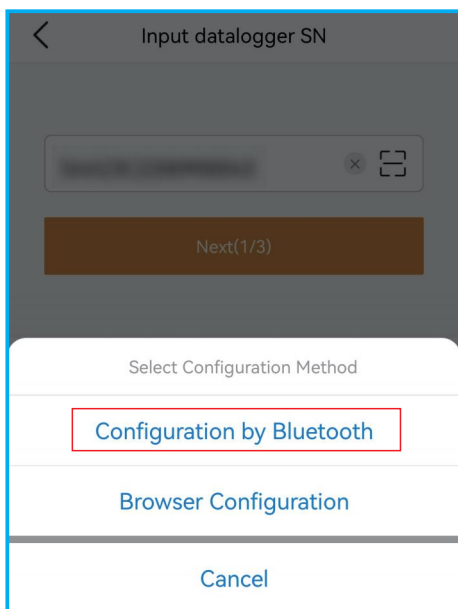 Input datalogger SN
Next(1/3)
Select Configuration Method
Configuration by Bluetooth
Browser Configuration
Cancel